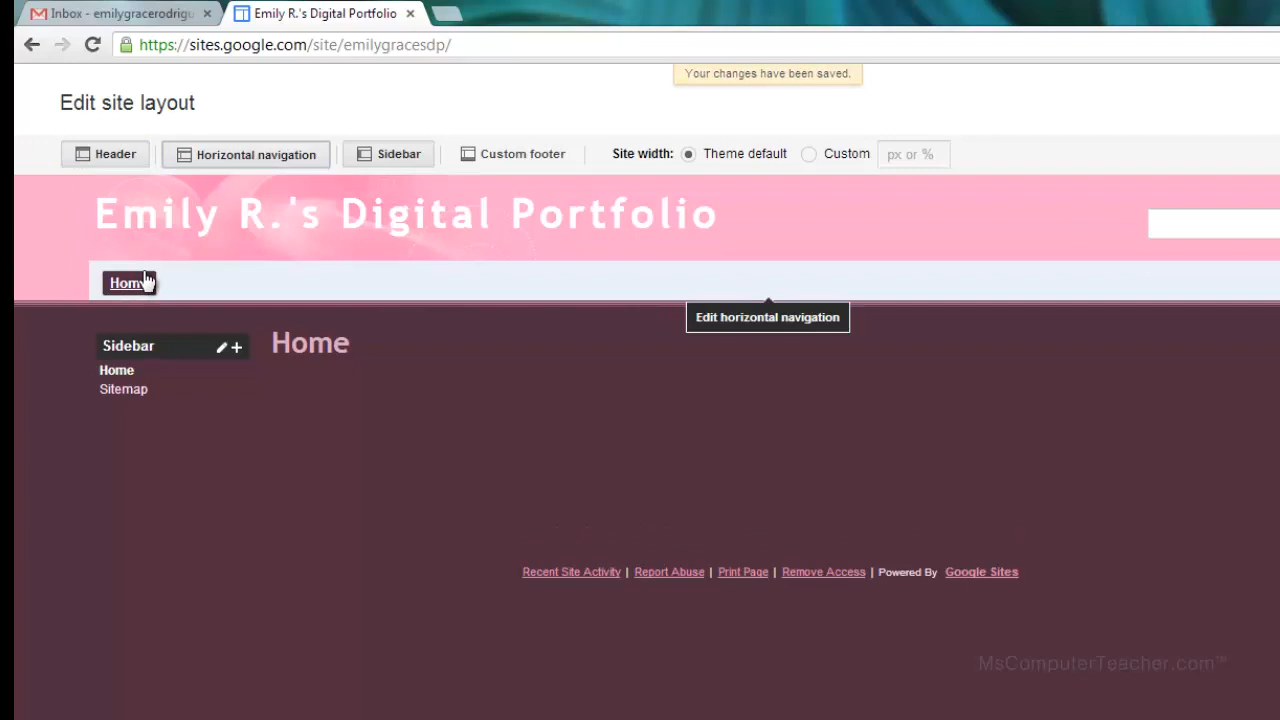 Inbox - emilygracerodrigu
Emily R.'s Digital Portfolio
https://sites.google.com/site/emilygracesdp/
Your changes have been saved.
Edit site layout
Header
Horizontal navigation
Sidebar
Custom footer
Site width:
Theme default
Custom
px or %
Emily R.'s Digital Portfolio
Home
Edit horizontal navigation
Sidebar
Home
Home
Sitemap
Recent Site Activity | Report Abuse | Print Page | Remove Access | Powered By Google Sites
MsComputerTeacher.com™